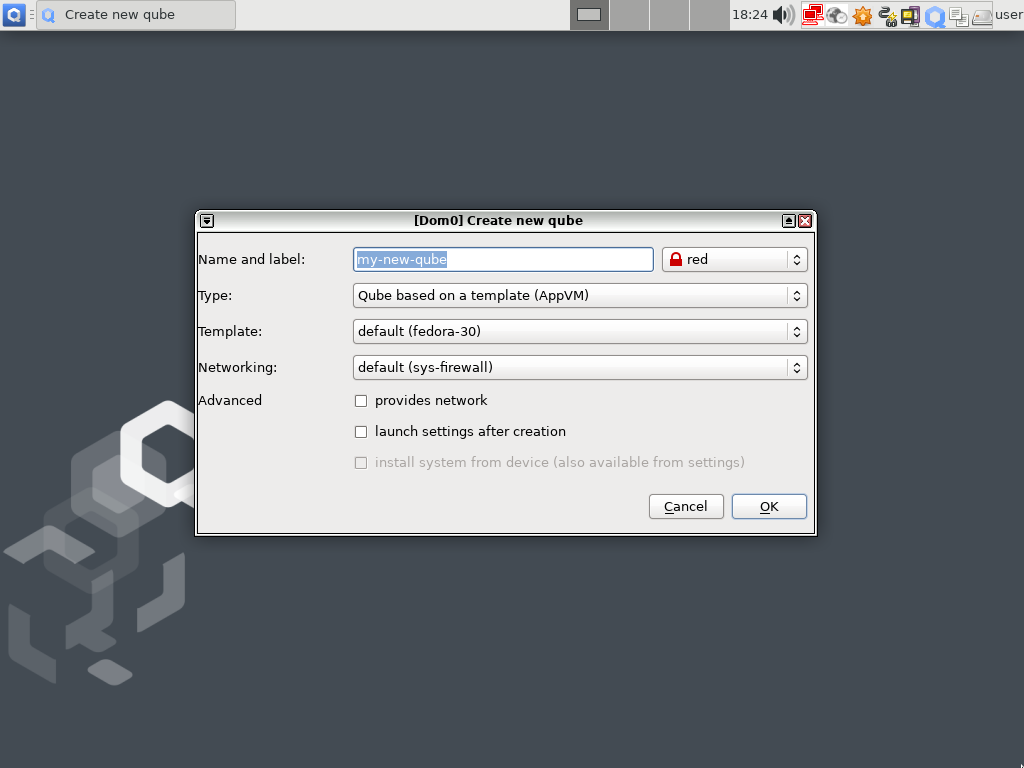 Create new qube
18:24
user
[Dom0] Create new qube
Name and label:
my-new-qube
red
Type:
Qube based on a template (AppVM)
Template:
default (fedora-30)
Networking:
default (sys-firewall)
Advanced
provides network
launch settings after creation
install system from device (also available from settings)
Cancel
OK